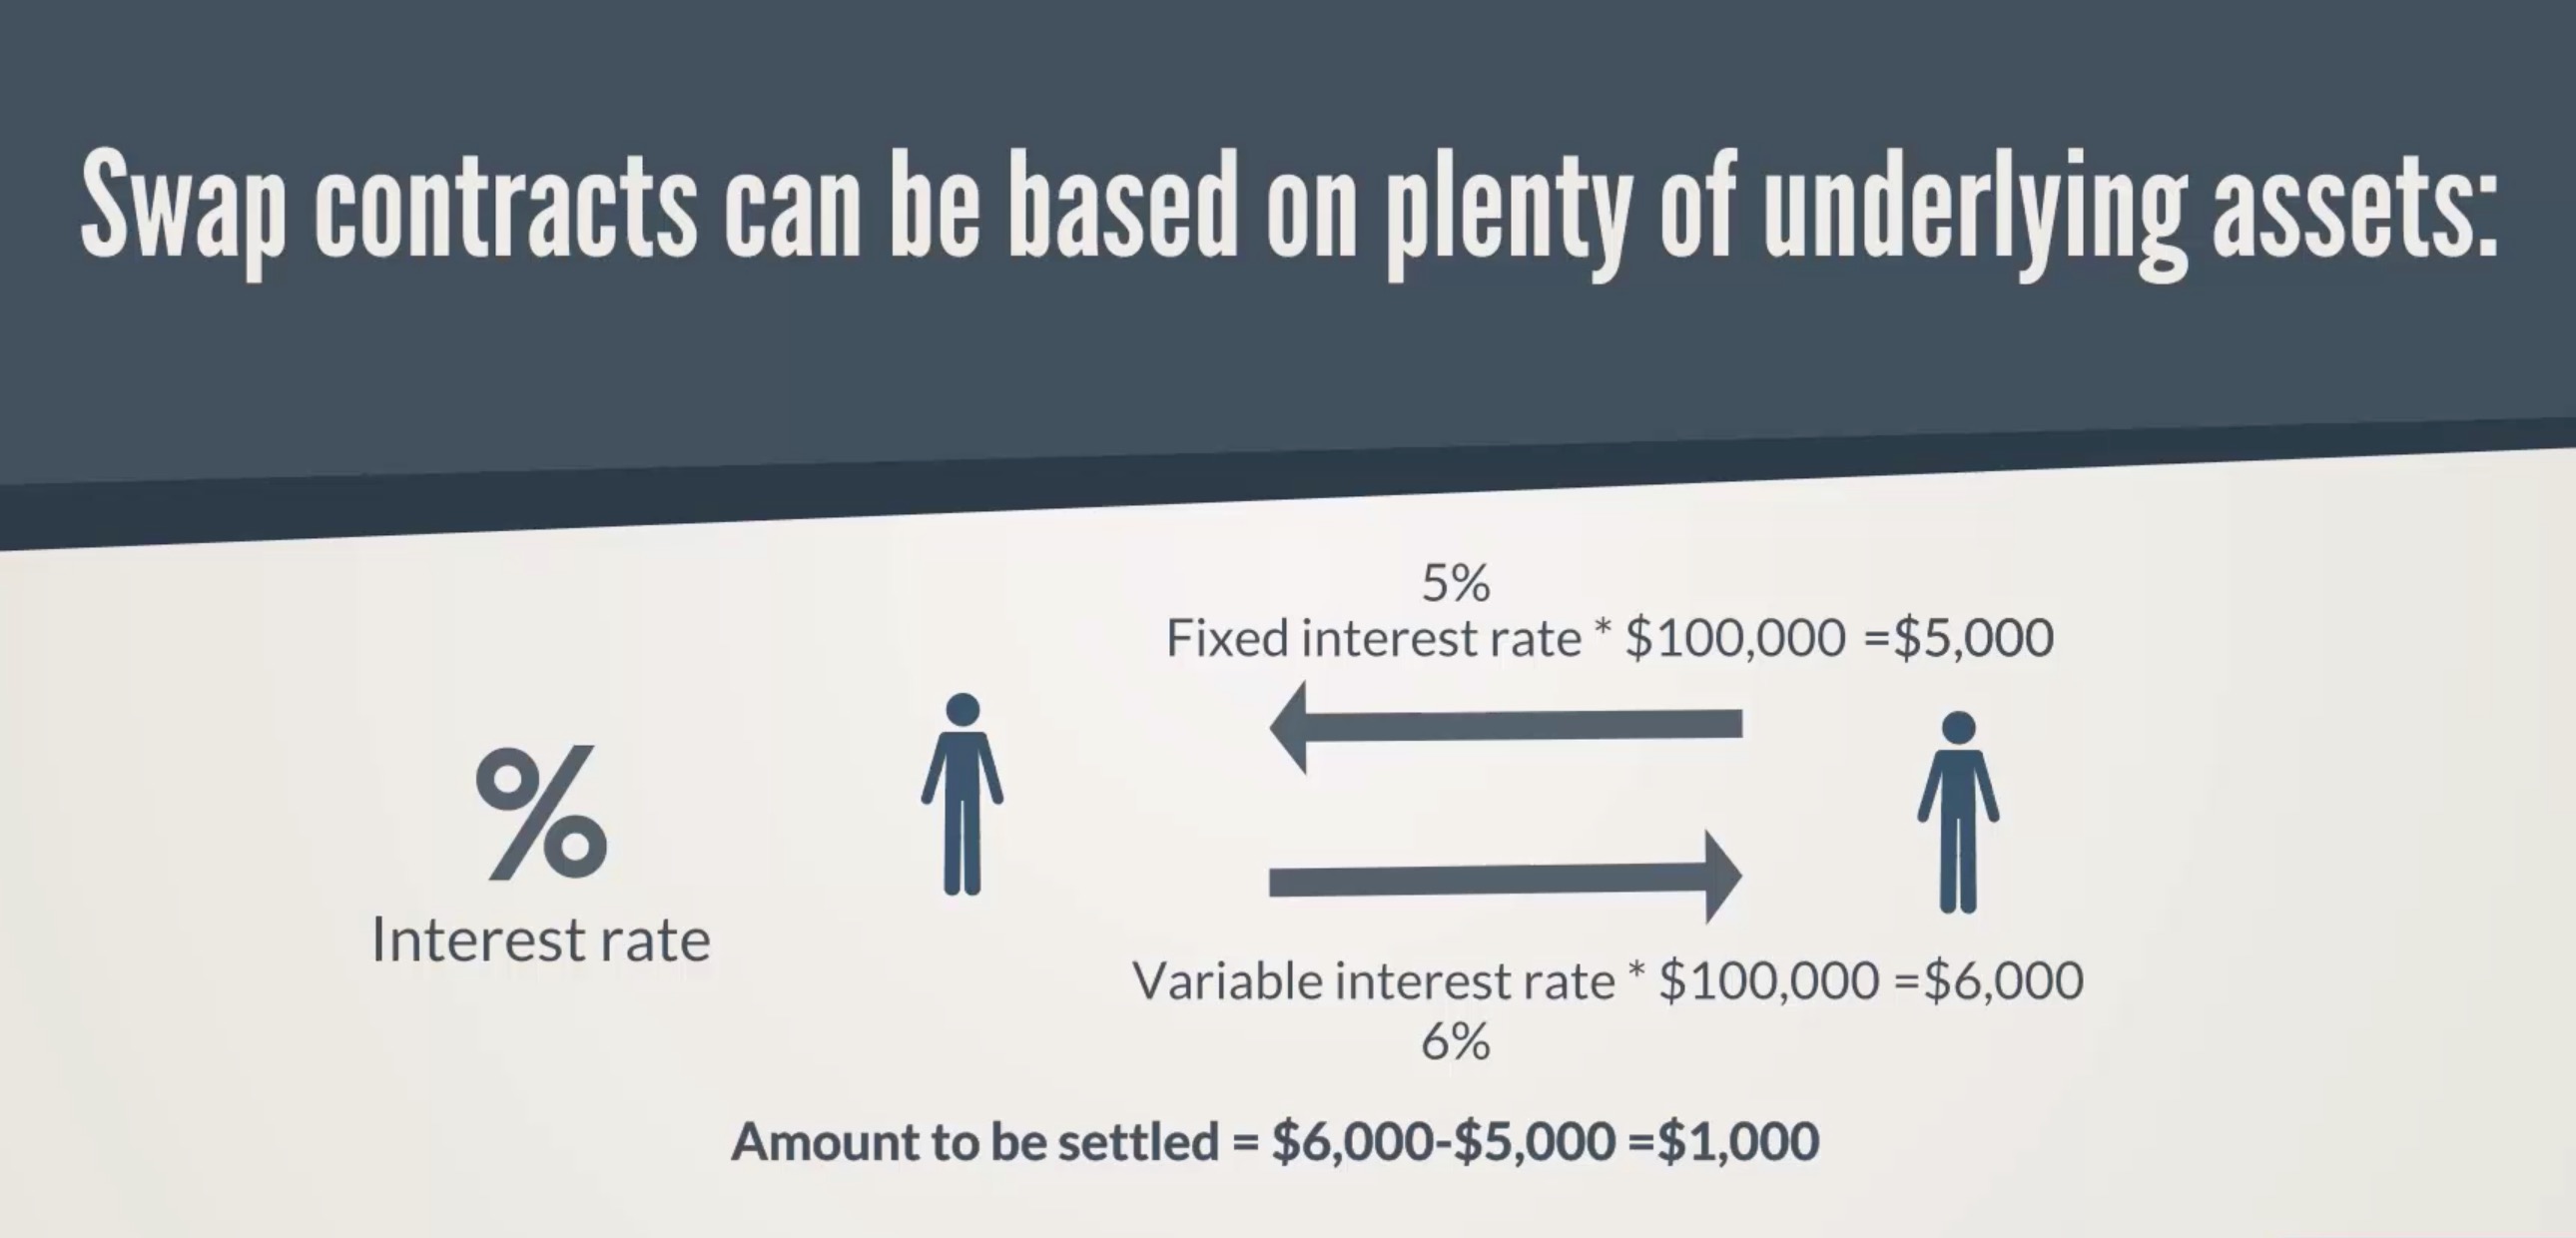 Swap contracts can be based on plenty of underlying assets:
5%
Fixed interest rate * $100,000 =$5,000
%
Interest rate
Variable interest rate * $100,000 =$6,000
6%
Amount to be settled = $6,000-$5,000 =$1,000